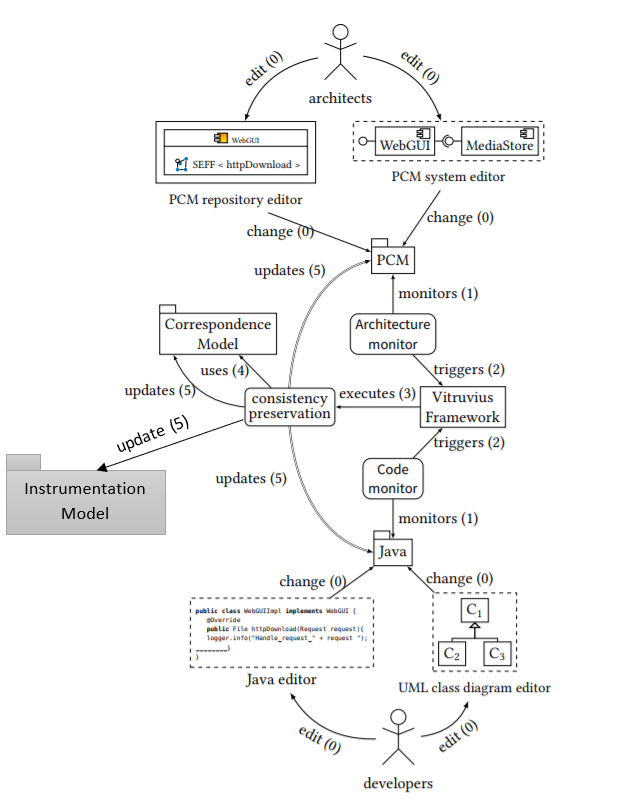 edit (0)
edit (0)
architects
WebGUI
SEFF < httpDownload >
WebGUI
MediaStore
PCM repository editor
PCM system editor
change (0)
change (0)
PCM
updates (5)
monitors (1)
Correspondence
Model
Architecture
monitor
uses (4)
triggers (2)
updates (5)
consistency
preservation
executes (3)
Vitruvius
Framework
update (5)
triggers (2)
Instrumentation
Model
updates (5)
Code
monitor
monitors (1)
Java
change (0)
change (0)
public class WebGUIImpl implements WebGUI {
@Override
public File httpDownload(Request request){
logger.info("Handle_request_" + request ");
________}
}
C1
C2
C3
Java editor
UML class diagram editor
edit (0)
edit (0)
developers